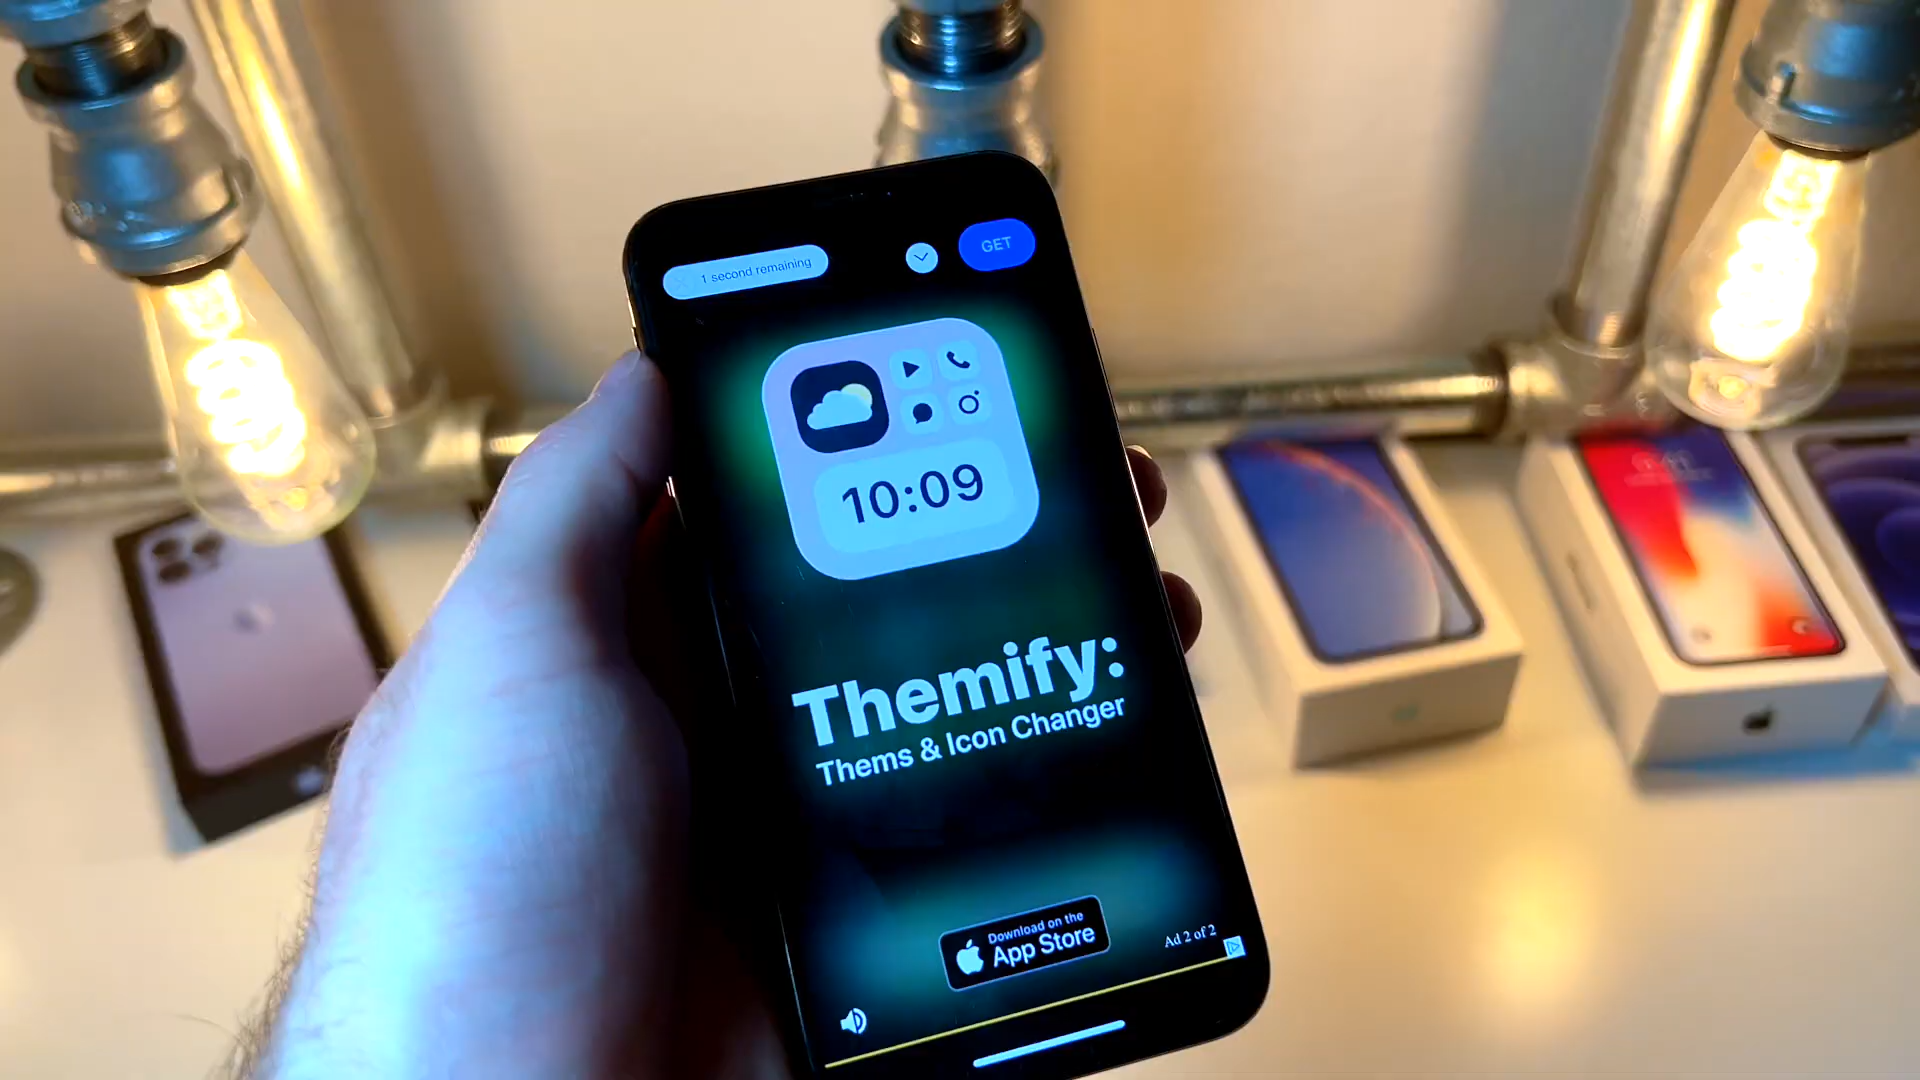 1 second remaining
GET
10:09
Themify:
Thems & Icon Changer
Download on the
App Store
Ad 2 of 2